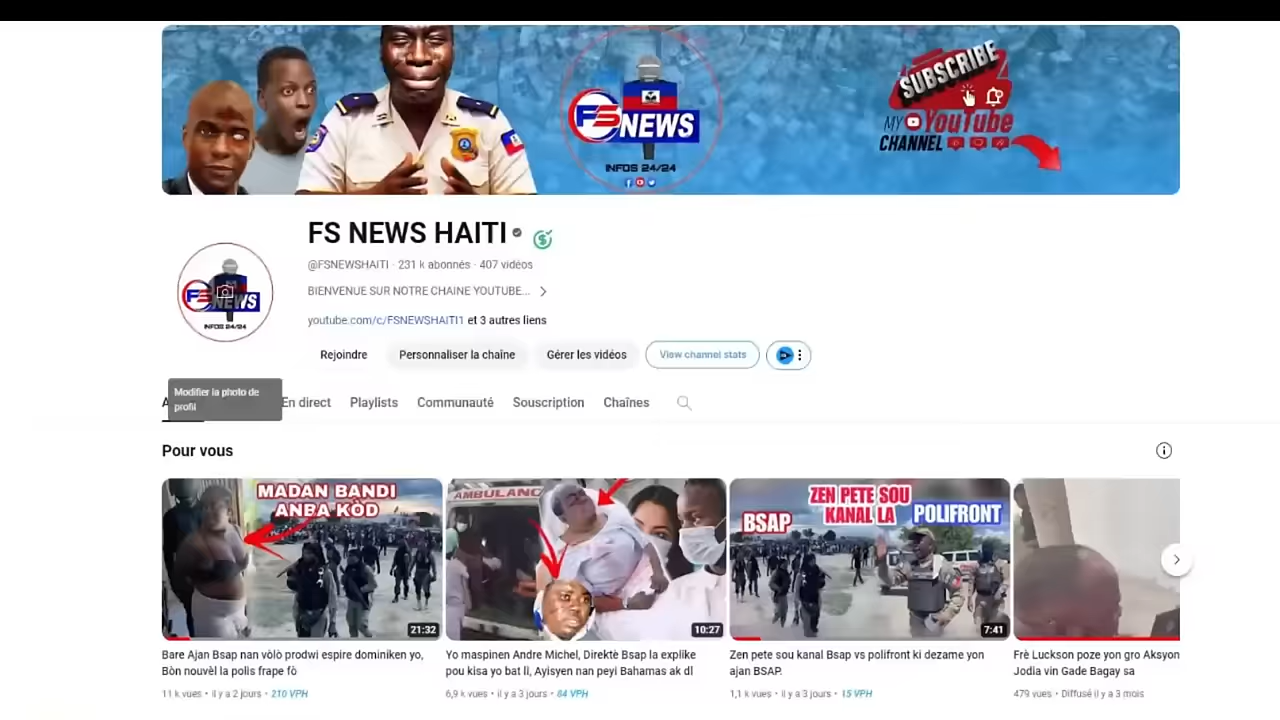 SUBSCRIBE
MY YouTube
CHANNEL
FS NEWS
INFOS 24/24
FS NEWS HAITI
@FSNEWSHAITI · 231 k abonnés · 407 vidéos
BIENVENUE SUR NOTRE CHAINE YOUTUBE...
youtube.com/c/FSNEWSHAITI1 et 3 autres liens
FS NEWS
INFOS 24/24
Rejoindre
Personnaliser la chaîne
Gérer les vidéos
View channel stats
Modifier la photo de
profil
A
En direct
Playlists
Communauté
Souscription
Chaînes
Pour vous
MADAN BANDI
ANBA KÒD
21:32
AMBULANC
10:27
ZEN PETE SOU
KANAL LA
BSAP
POLIFRONT
7:41
Bare Ajan Bsap nan vòlò prodwi espire dominiken yo,
Bòn nouvèl la polis frape fò
11 k vues • il y a 2 jours • 210 VPH
Yo maspinen Andre Michel, Direktè Bsap la explike
pou kisa yo bat li, Ayisyen nan peyi Bahamas ak dl
6,9 k vues • il y a 3 jours • 84 VPH
Zen pete sou kanal Bsap vs polifront ki dezame yon
ajan BSAP.
1,1 k vues • il y a 3 jours • 15 VPH
Frè Luckson poze yon gro Aksyon
Jodia vin Gade Bagay sa
479 vues • Diffusé il y a 3 mois